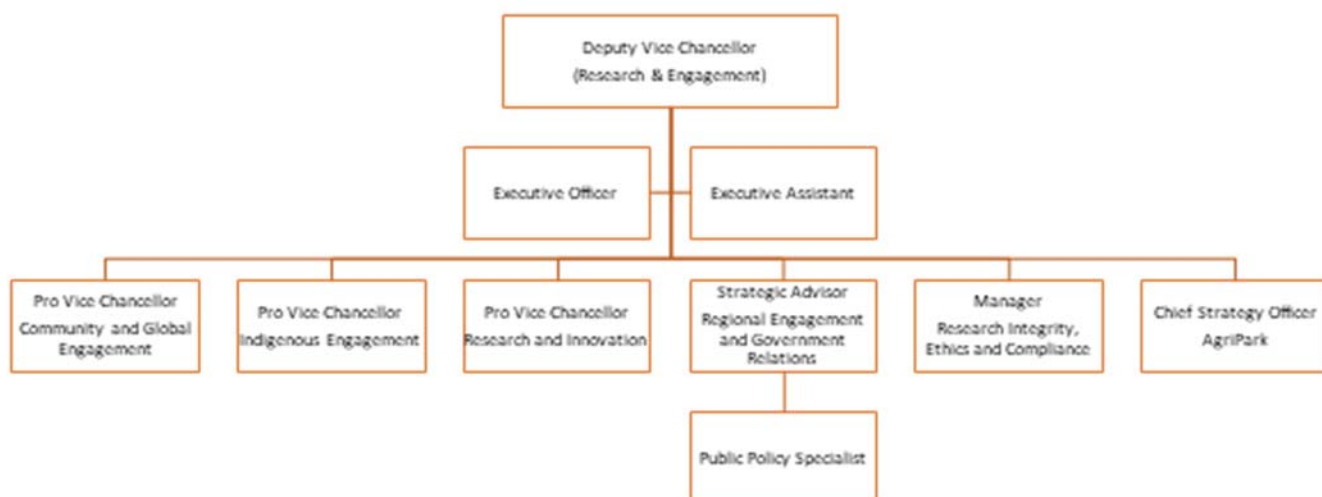 Deputy Vice Chancellor
(Research & Engagement)
Executive Officer
Executive Assistant
Pro Vice Chancellor
Community and Global
Engagement
Pro Vice Chancellor
Indigenous Engagement
Pro Vice Chancellor
Research and Innovation
Strategic Advisor
Regional Engagement
and Government
Relations
Manager
Research Integrity,
Ethics and Compliance
Chief Strategy Officer
AgriPark
Public Policy Specialist